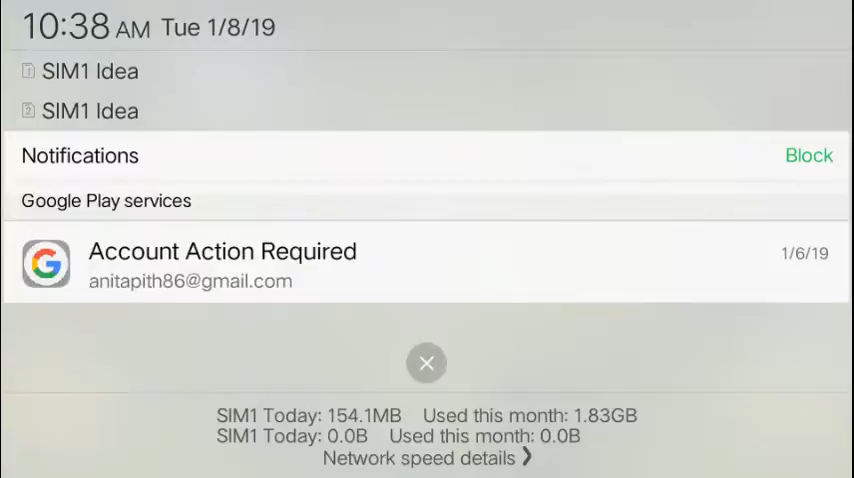 10:38 AM Tue 1/8/19
1 SIM1 Idea
2 SIM1 Idea
Notifications Block
Google Play services
Account Action Required 1/6/19
anitapith86@gmail.com
SIM1 Today: 154.1MB Used this month: 1.83GB
SIM1 Today: 0.0B Used this month: 0.0B
Network speed details ❯